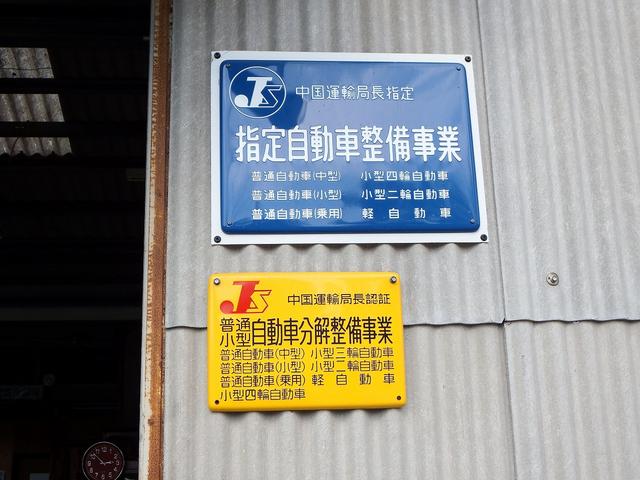 JS 中国運輸局長指定
指定自動車整備事業
普通自動車(中型) 小型四輪自動車
普通自動車(小型) 小型二輪自動車
普通自動車(乗用) 軽自動車
JS 中国運輸局長認証
普通小型自動車分解整備事業
普通自動車(中型) 小型三輪自動車
普通自動車(小型) 小型二輪自動車
普通自動車(乗用) 軽自動車
小型四輪自動車